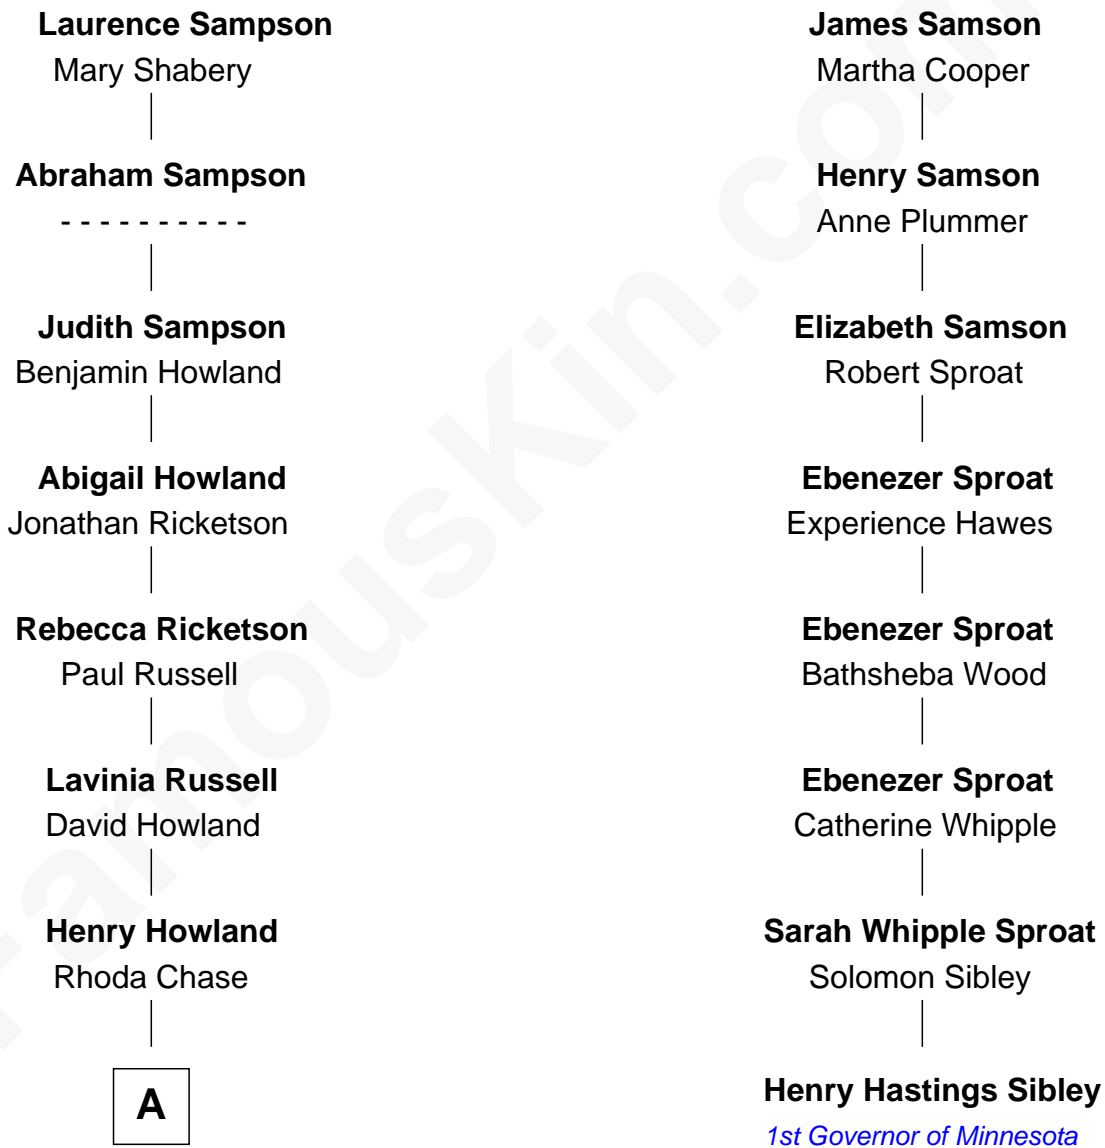 Laurence Sampson
Mary Shabery
Abraham Sampson
- - - - - - - - - -
Judith Sampson
Benjamin Howland
Abigail Howland
Jonathan Ricketson
Rebecca Ricketson
Paul Russell
Lavinia Russell
David Howland
Henry Howland
Rhoda Chase
A
James Samson
Martha Cooper
Henry Samson
Anne Plummer
Elizabeth Samson
Robert Sproat
Ebenezer Sproat
Experience Hawes
Ebenezer Sproat
Bathsheba Wood
Ebenezer Sproat
Catherine Whipple
Sarah Whipple Sproat
Solomon Sibley
Henry Hastings Sibley
1st Governor of Minnesota
FamousKin.com